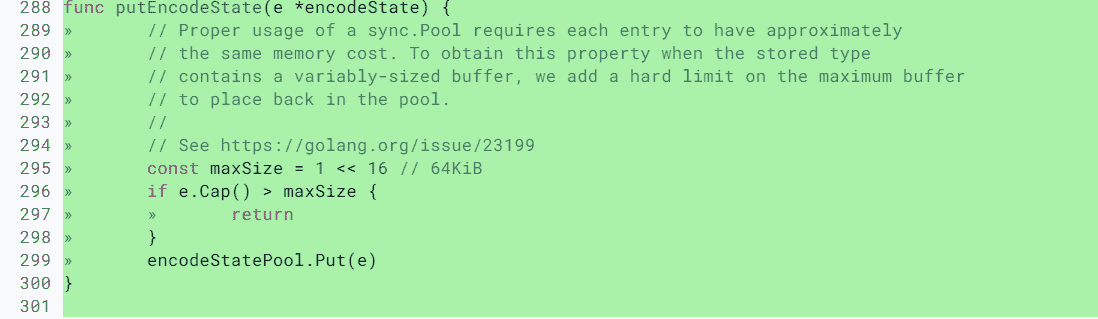 288 func putEncodeState(e *encodeState) {
289 » // Proper usage of a sync.Pool requires each entry to have approximately
290 » // the same memory cost. To obtain this property when the stored type
291 » // contains a variably-sized buffer, we add a hard limit on the maximum buffer
292 » // to place back in the pool.
293 » //
294 » // See https://golang.org/issue/23199
295 » const maxSize = 1 << 16 // 64KiB
296 » if e.Cap() > maxSize {
297 » » return
298 » }
299 » encodeStatePool.Put(e)
300 }
301